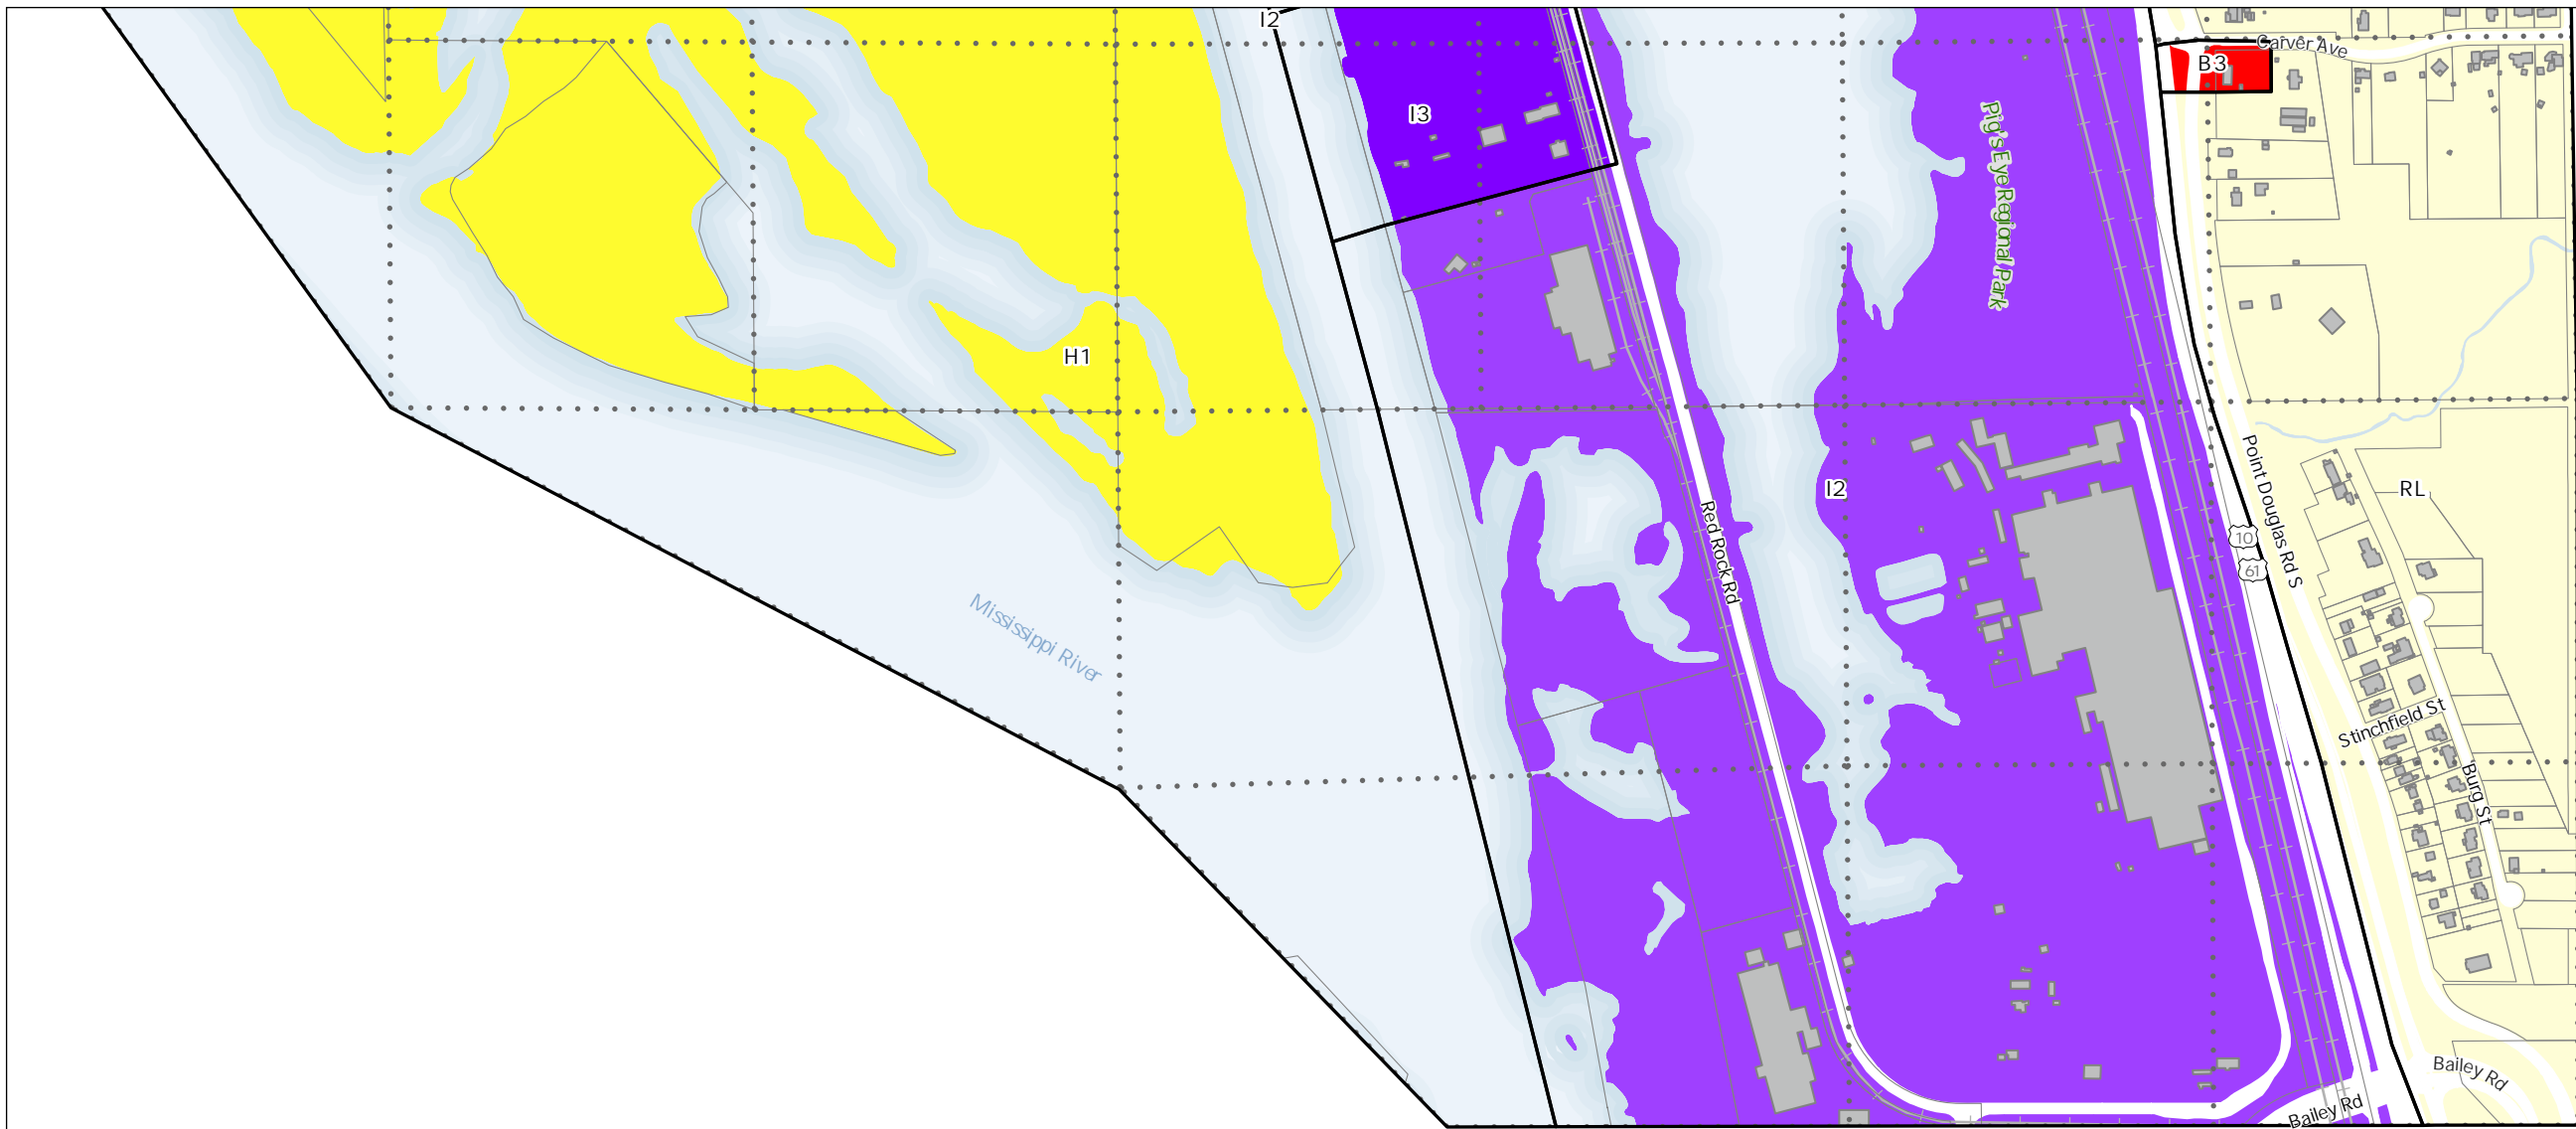 I2
Carver Ave
B3
I3
Pig's Eye Regional Park
H1
I2
RL
Point Douglas Rd S
Red Rock Rd
10
61
Mississippi River
Stinchfield St
Burg St
Bailey Rd
Bailey Rd